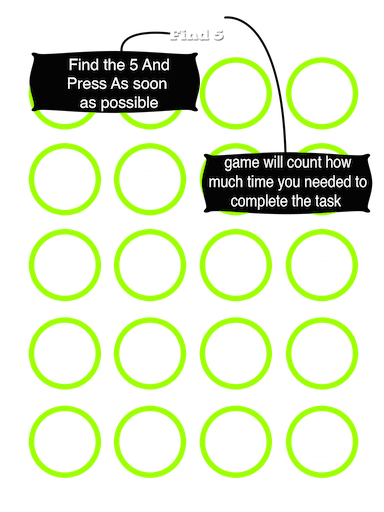 Find 5
Find the 5 And
Press As soon
as possible
game will count how
much time you needed to
complete the task